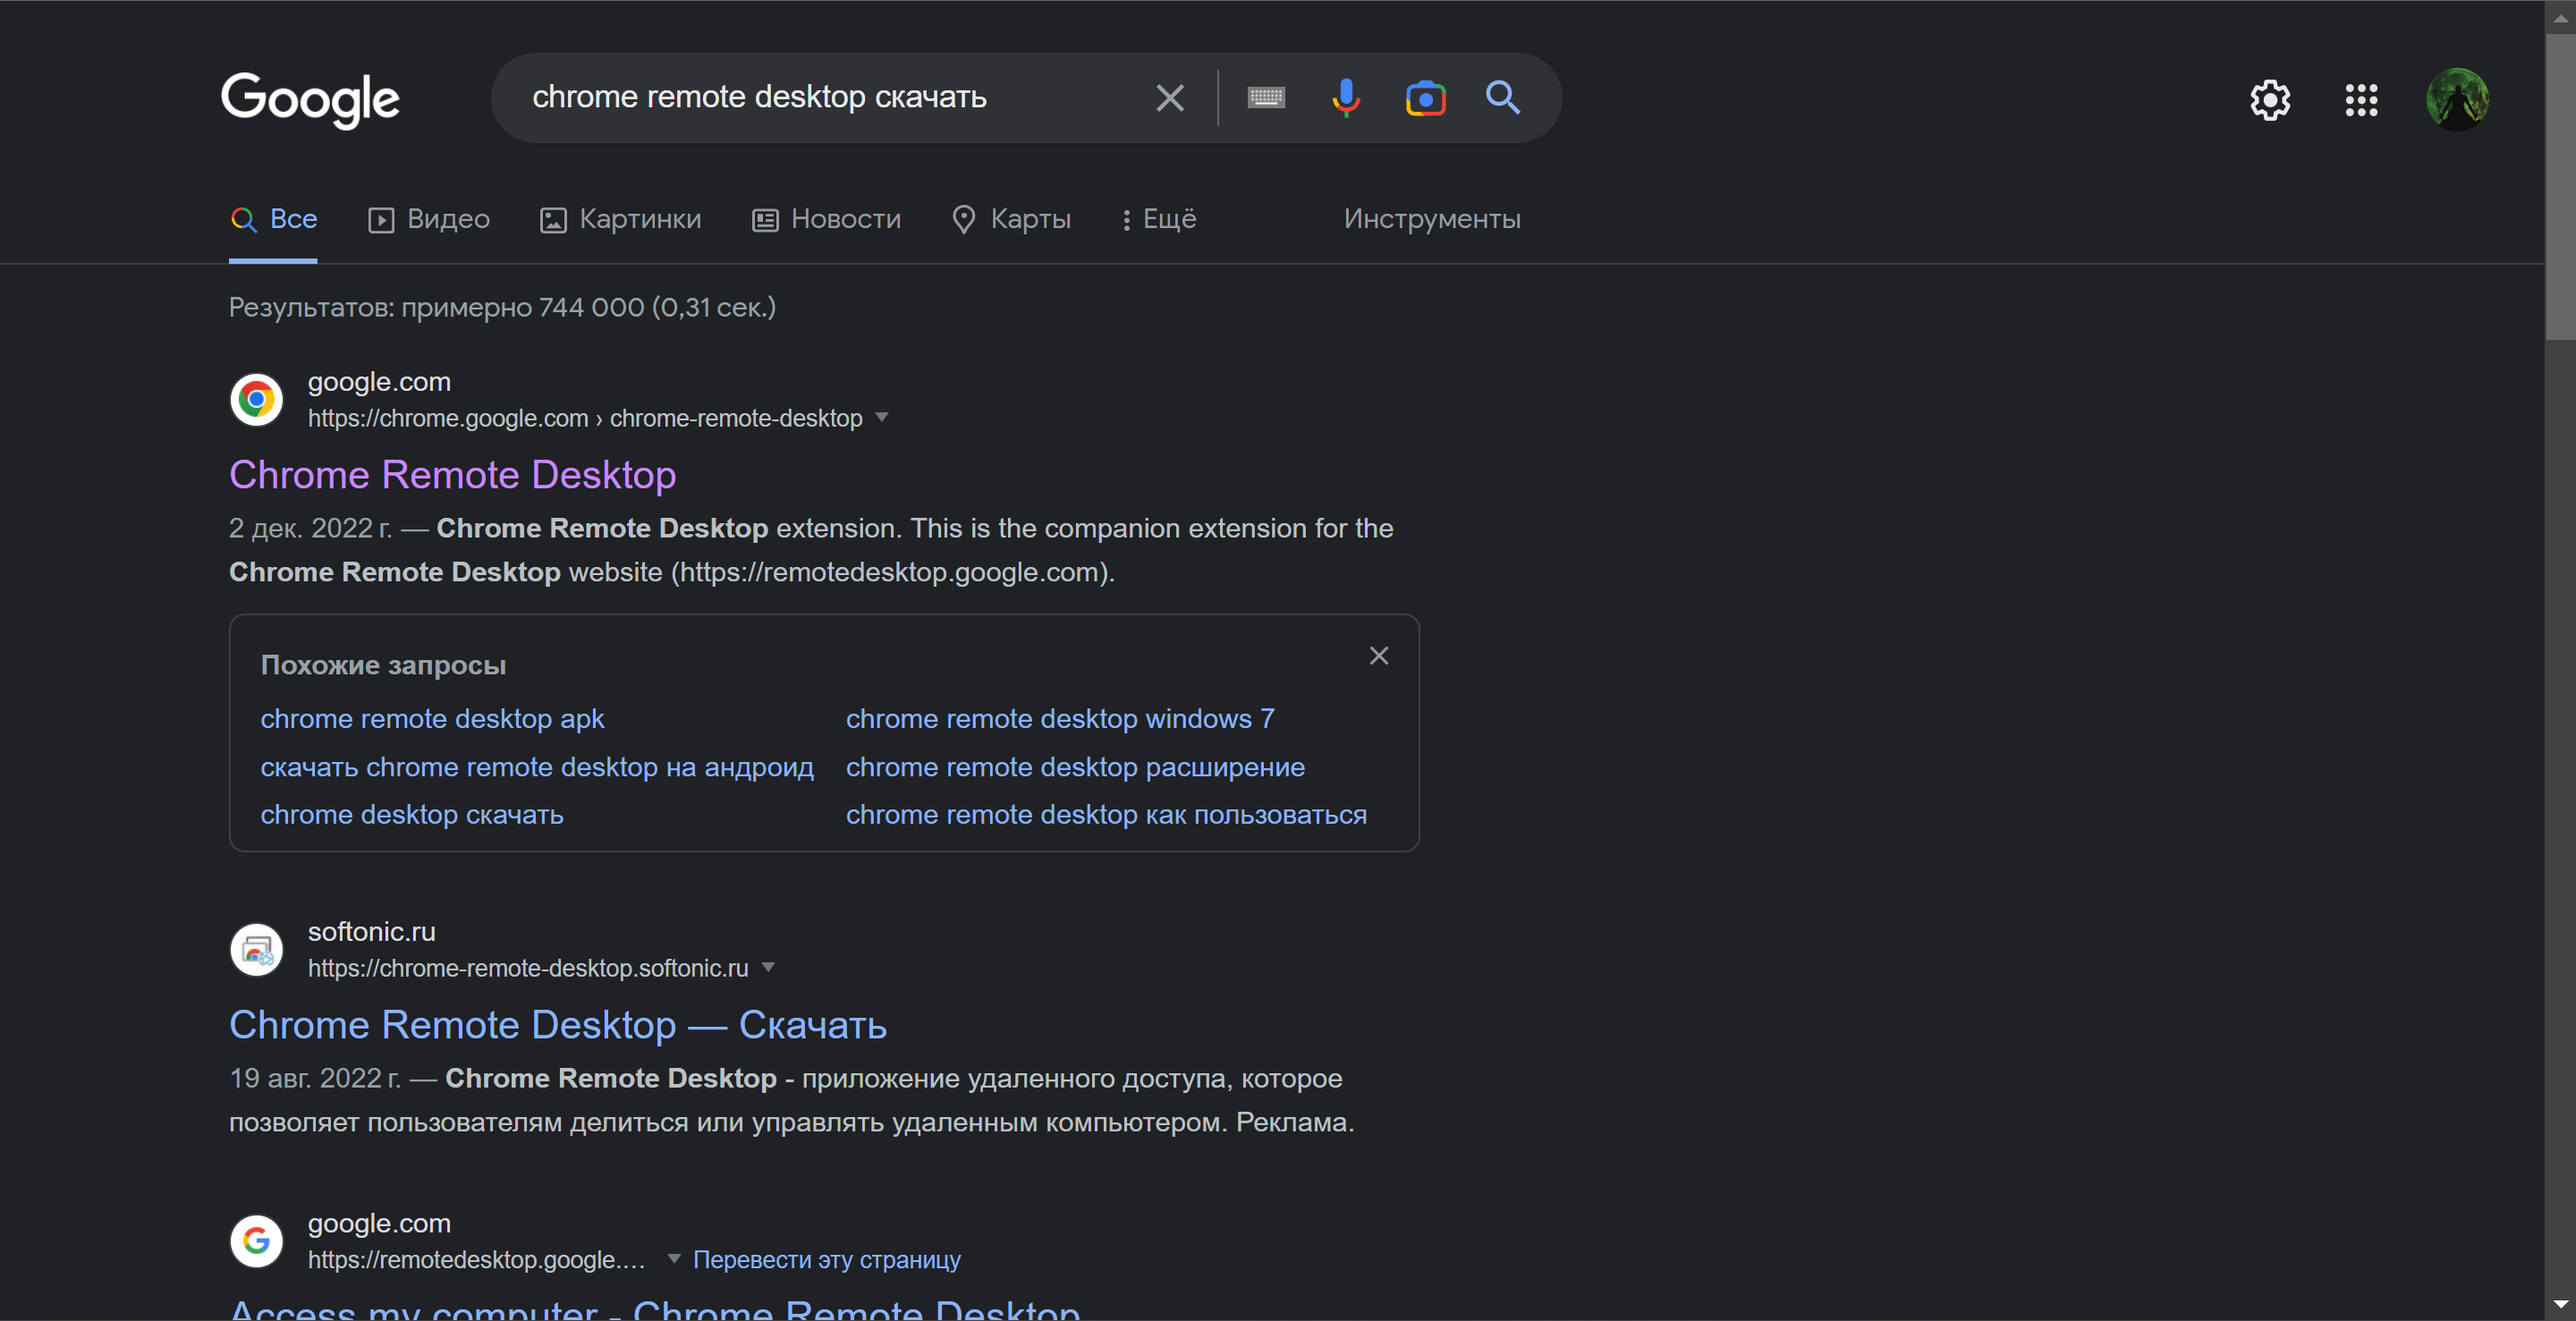 Google
chrome remote desktop скачать
Все
Видео
Картинки
Новости
Карты
Ещё
Инструменты
Результатов: примерно 744 000 (0,31 сек.)
google.com
https://chrome.google.com › chrome-remote-desktop
Chrome Remote Desktop
2 дек. 2022 г. — Chrome Remote Desktop extension. This is the companion extension for the
Chrome Remote Desktop website (https://remotedesktop.google.com).
Похожие запросы
chrome remote desktop apk
chrome remote desktop windows 7
скачать chrome remote desktop на андроид
chrome remote desktop расширение
chrome desktop скачать
chrome remote desktop как пользоваться
softonic.ru
https://chrome-remote-desktop.softonic.ru
Chrome Remote Desktop — Скачать
19 авг. 2022 г. — Chrome Remote Desktop - приложение удаленного доступа, которое
позволяет пользователям делиться или управлять удаленным компьютером. Реклама.
google.com
https://remotedesktop.google....
Перевести эту страницу
Access my computer - Chrome Remote Desktop